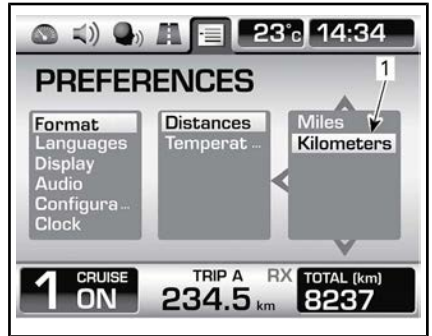 23°c 14:34
PREFERENCES
1
Format
Languages
Display
Audio
Configura...
Clock
Distances
Temperat ...
Miles
Kilometers
1 CRUISE ON
TRIP A RX
234.5 km
TOTAL (km)
8237